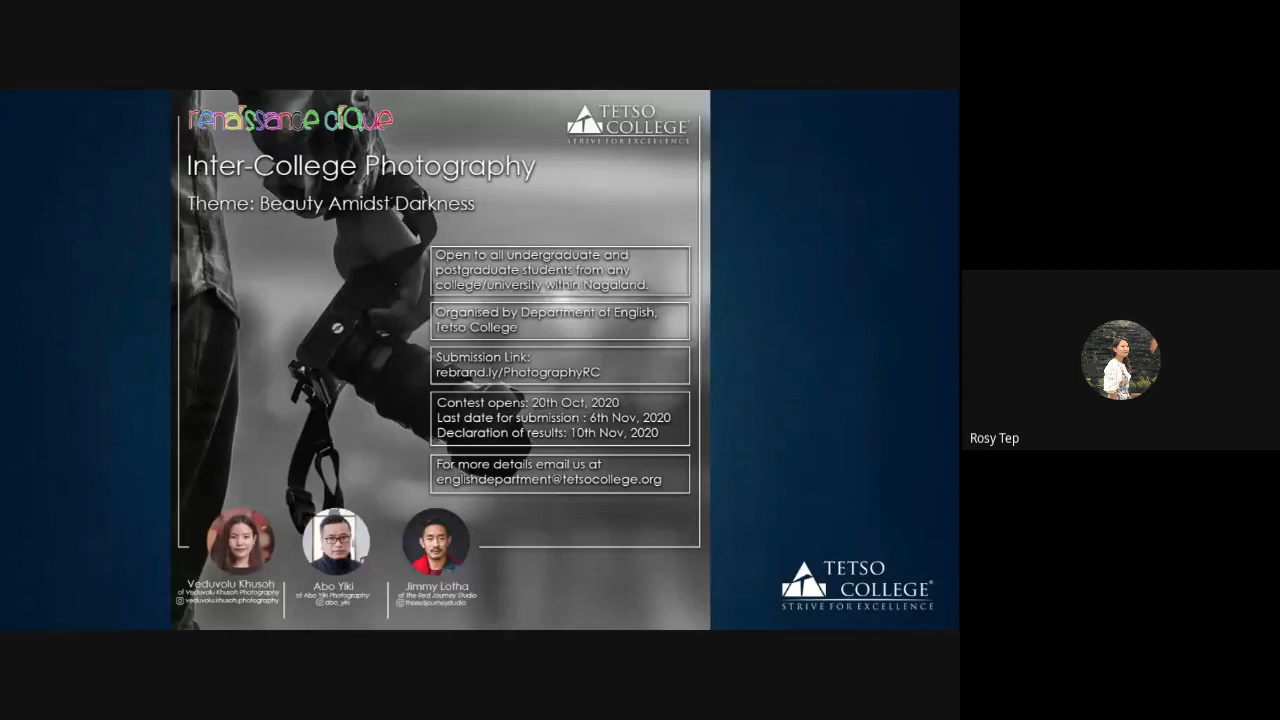 renaissance clique
TETSO
COLLEGE®
STRIVE FOR EXCELLENCE
Inter-College Photography
Theme: Beauty Amidst Darkness
Open to all undergraduate and
postgraduate students from any
college/university within Nagaland.
Organised by Department of English,
Tetso College
Submission Link:
rebrand.ly/PhotographyRC
Contest opens: 20th Oct, 2020
Last date for submission : 6th Nov, 2020
Declaration of results: 10th Nov, 2020
For more details email us at
englishdepartment@tetsocollege.org
Veduvolu Khusoh
of Veduvolu Khusoh Photography
veduvolu.khusoh.photography
Abo Yiki
of Abo Yiki Photography
abo_yiki
Jimmy Lotha
of The Red Journey Studio
theredjourneystudio
TETSO
COLLEGE®
STRIVE FOR EXCELLENCE
Rosy Tep